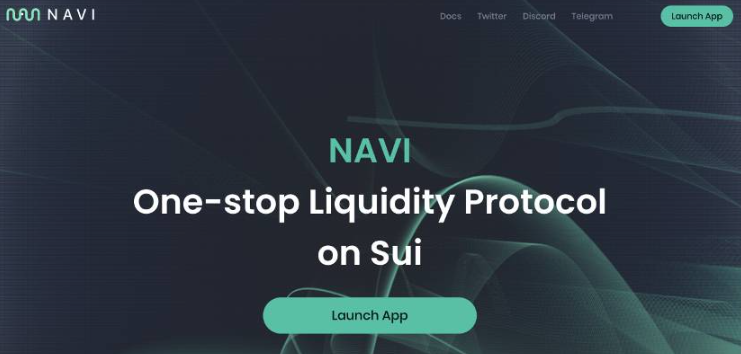 NAVI
Docs Twitter Discord Telegram Launch App
NAVI
One-stop Liquidity Protocol
on Sui
Launch App